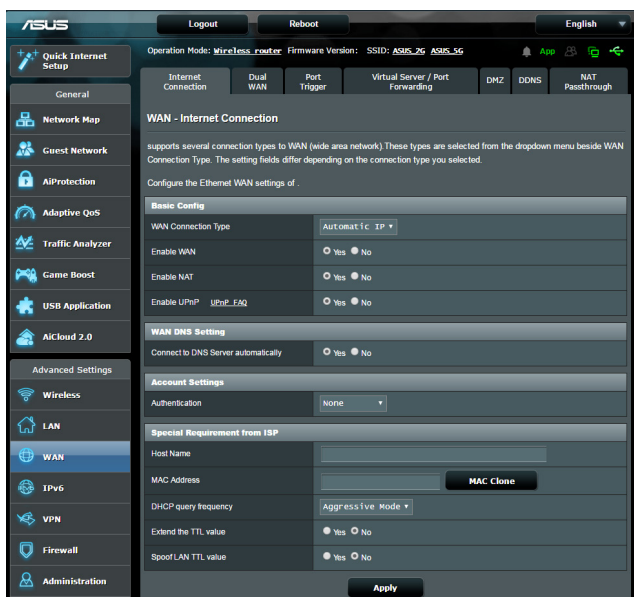 ASUS
Logout
Reboot
English
Quick Internet Setup
Operation Mode: Wireless router Firmware Version: SSID: ASUS_2G ASUS_5G
App
Internet Connection
Dual WAN
Port Trigger
Virtual Server / Port Forwarding
DMZ
DDNS
NAT Passthrough
General
Network Map
Guest Network
AiProtection
Adaptive QoS
Traffic Analyzer
Game Boost
USB Application
AiCloud 2.0
Advanced Settings
Wireless
LAN
WAN
IPv6
VPN
Firewall
Administration
WAN - Internet Connection
supports several connection types to WAN (wide area network).These types are selected from the dropdown menu beside WAN
Connection Type. The setting fields differ depending on the connection type you selected.
Configure the Ethernet WAN settings of .
Basic Config
WAN Connection Type Automatic IP
Enable WAN Yes No
Enable NAT Yes No
Enable UPnP UPnP FAQ Yes No
WAN DNS Setting
Connect to DNS Server automatically Yes No
Account Settings
Authentication None
Special Requirement from ISP
Host Name
MAC Address MAC Clone
DHCP query frequency Aggressive Mode
Extend the TTL value Yes No
Spoof LAN TTL value Yes No
Apply